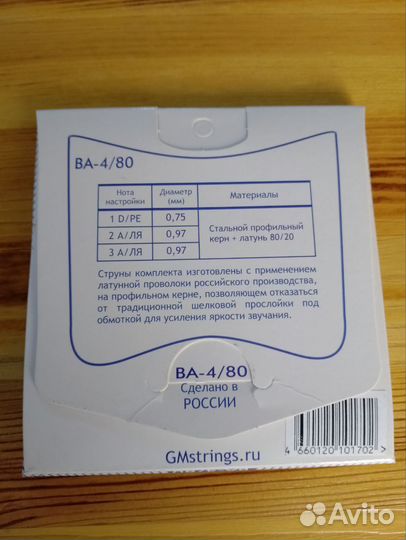 BA-4/80
Нота настройки Диаметр (мм) Материалы
1 D/РЕ 0,75 Стальной профильный керн + латунь 80/20
2 А/ЛЯ 0,97
3 А/ЛЯ 0,97
Струны комплекта изготовлены с применением
латунной проволоки российского производства,
на профильном керне, позволяющем отказаться
от традиционной шелковой прослойки под
обмоткой для усиления яркости звучания.
BA-4/80
Сделано в
РОССИИ
GMstrings.ru
4 660120 101702 >
Avito